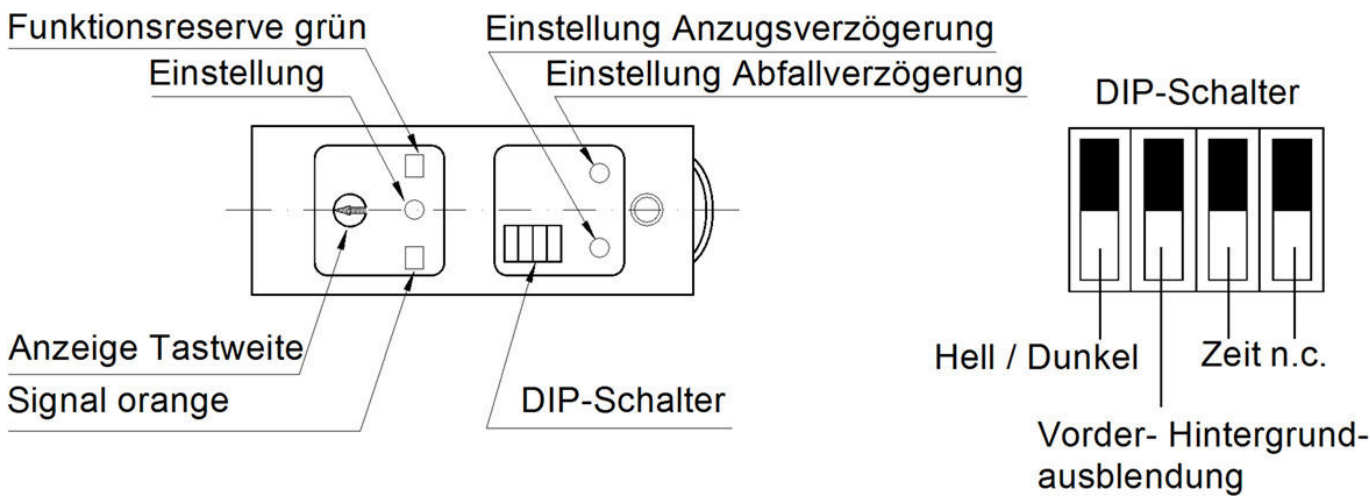 Funktionsreserve grün
Einstellung
Einstellung Anzugsverzögerung
Einstellung Abfallverzögerung
DIP-Schalter
Anzeige Tastweite
Signal orange
DIP-Schalter
Hell / Dunkel
Zeit n.c.
Vorder- Hintergrund-
ausblendung